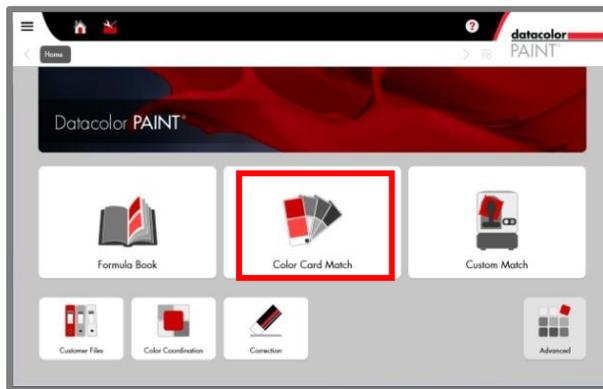 ?
datacolor
PAINT
Home
Datacolor PAINT
Formula Book
Color Card Match
Custom Match
Customer Files
Color Coordination
Correction
Advanced